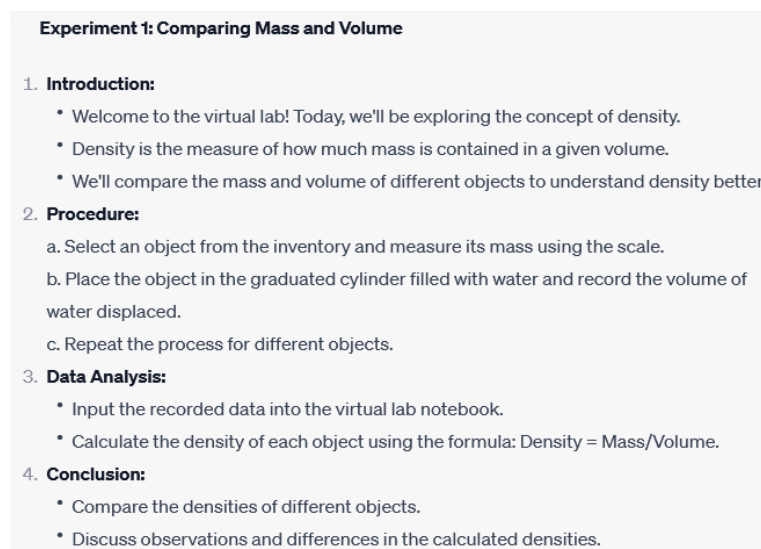 Experiment 1: Comparing Mass and Volume
1. Introduction:
• Welcome to the virtual lab! Today, we'll be exploring the concept of density.
• Density is the measure of how much mass is contained in a given volume.
• We'll compare the mass and volume of different objects to understand density better
2. Procedure:
a. Select an object from the inventory and measure its mass using the scale.
b. Place the object in the graduated cylinder filled with water and record the volume of
water displaced.
c. Repeat the process for different objects.
3. Data Analysis:
• Input the recorded data into the virtual lab notebook.
• Calculate the density of each object using the formula: Density = Mass/Volume.
4. Conclusion:
• Compare the densities of different objects.
• Discuss observations and differences in the calculated densities.